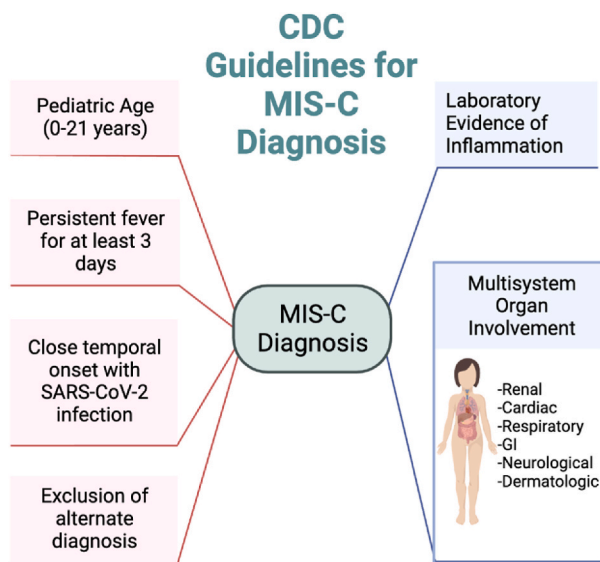 CDC
Guidelines for
MIS-C
Diagnosis
Pediatric Age
(0-21 years)
Persistent fever
for at least 3
days
Close temporal
onset with
SARS-CoV-2
infection
Exclusion of
alternate
diagnosis
MIS-C
Diagnosis
Laboratory
Evidence of
Inflammation
Multisystem
Organ
Involvement
-Renal
-Cardiac
-Respiratory
-GI
-Neurological
-Dermatologic